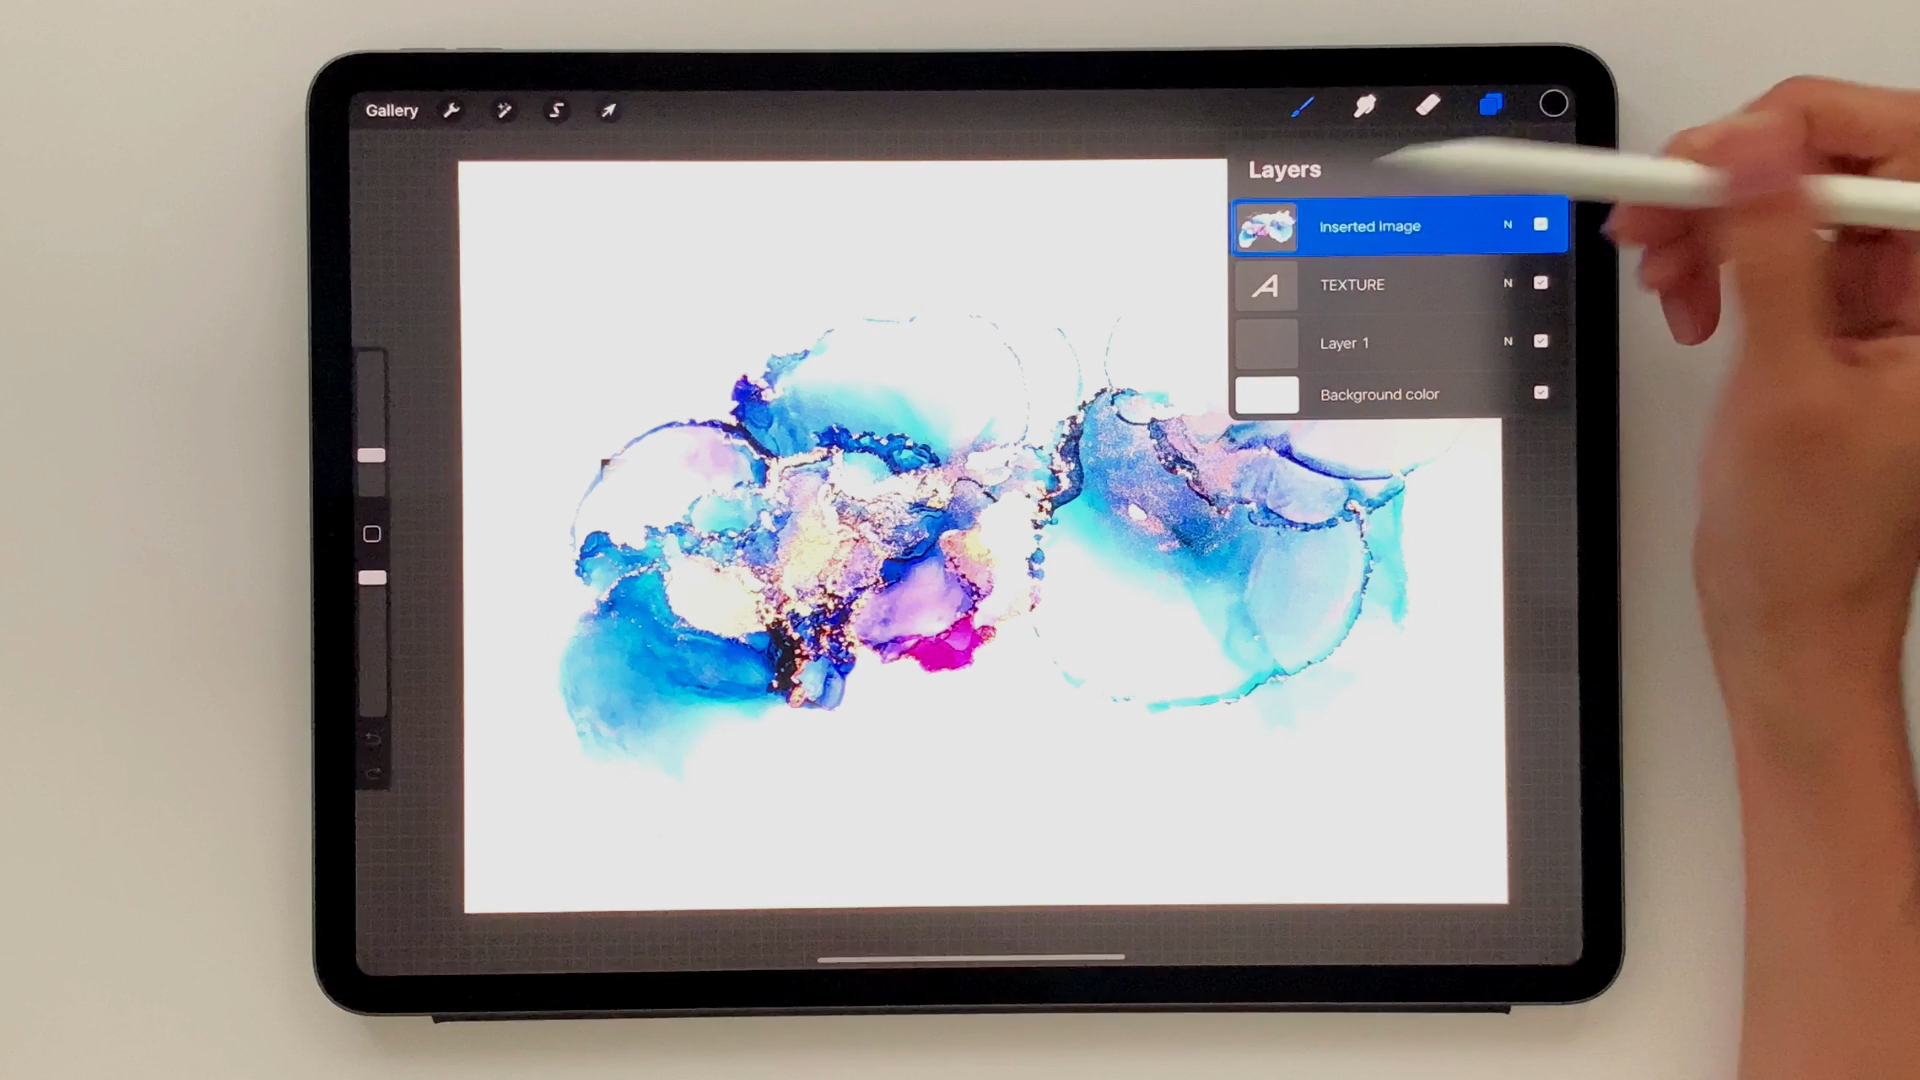 Gallery
Layers
Inserted Image N
A TEXTURE N
Layer 1 N
Background color